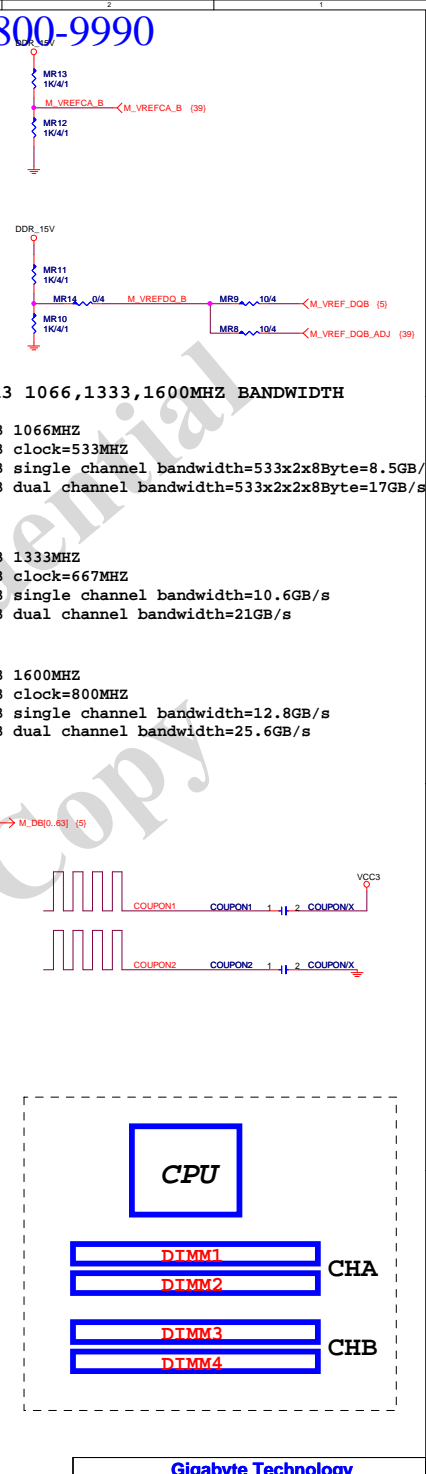 2 1
800-9990
DDR_15V
MR13
1K/4/1
M_VREFCA_B M_VREFCA_B {39}
MR12
1K/4/1
DDR_15V
MR11
1K/4/1
MR14 0/4 M_VREFDQ_B MR9 10/4 M_VREF_DQB {5}
MR10
1K/4/1
MR8 10/4 M_VREF_DQB_ADJ {39}
3 1066,1333,1600MHZ BANDWIDTH
3 1066MHZ
3 clock=533MHZ
3 single channel bandwidth=533x2x8Byte=8.5GB/
3 dual channel bandwidth=533x2x2x8Byte=17GB/s
3 1333MHZ
3 clock=667MHZ
3 single channel bandwidth=10.6GB/s
3 dual channel bandwidth=21GB/s
3 1600MHZ
3 clock=800MHZ
3 single channel bandwidth=12.8GB/s
3 dual channel bandwidth=25.6GB/s
M_DB[0..63] {5}
VCC3
COUPON1 COUPON1 1 2 COUPON/X
COUPON2 COUPON2 1 2 COUPON/X
CPU
DIMM1
CHA
DIMM2
DIMM3
CHB
DIMM4
Gigabyte Technology
Copy